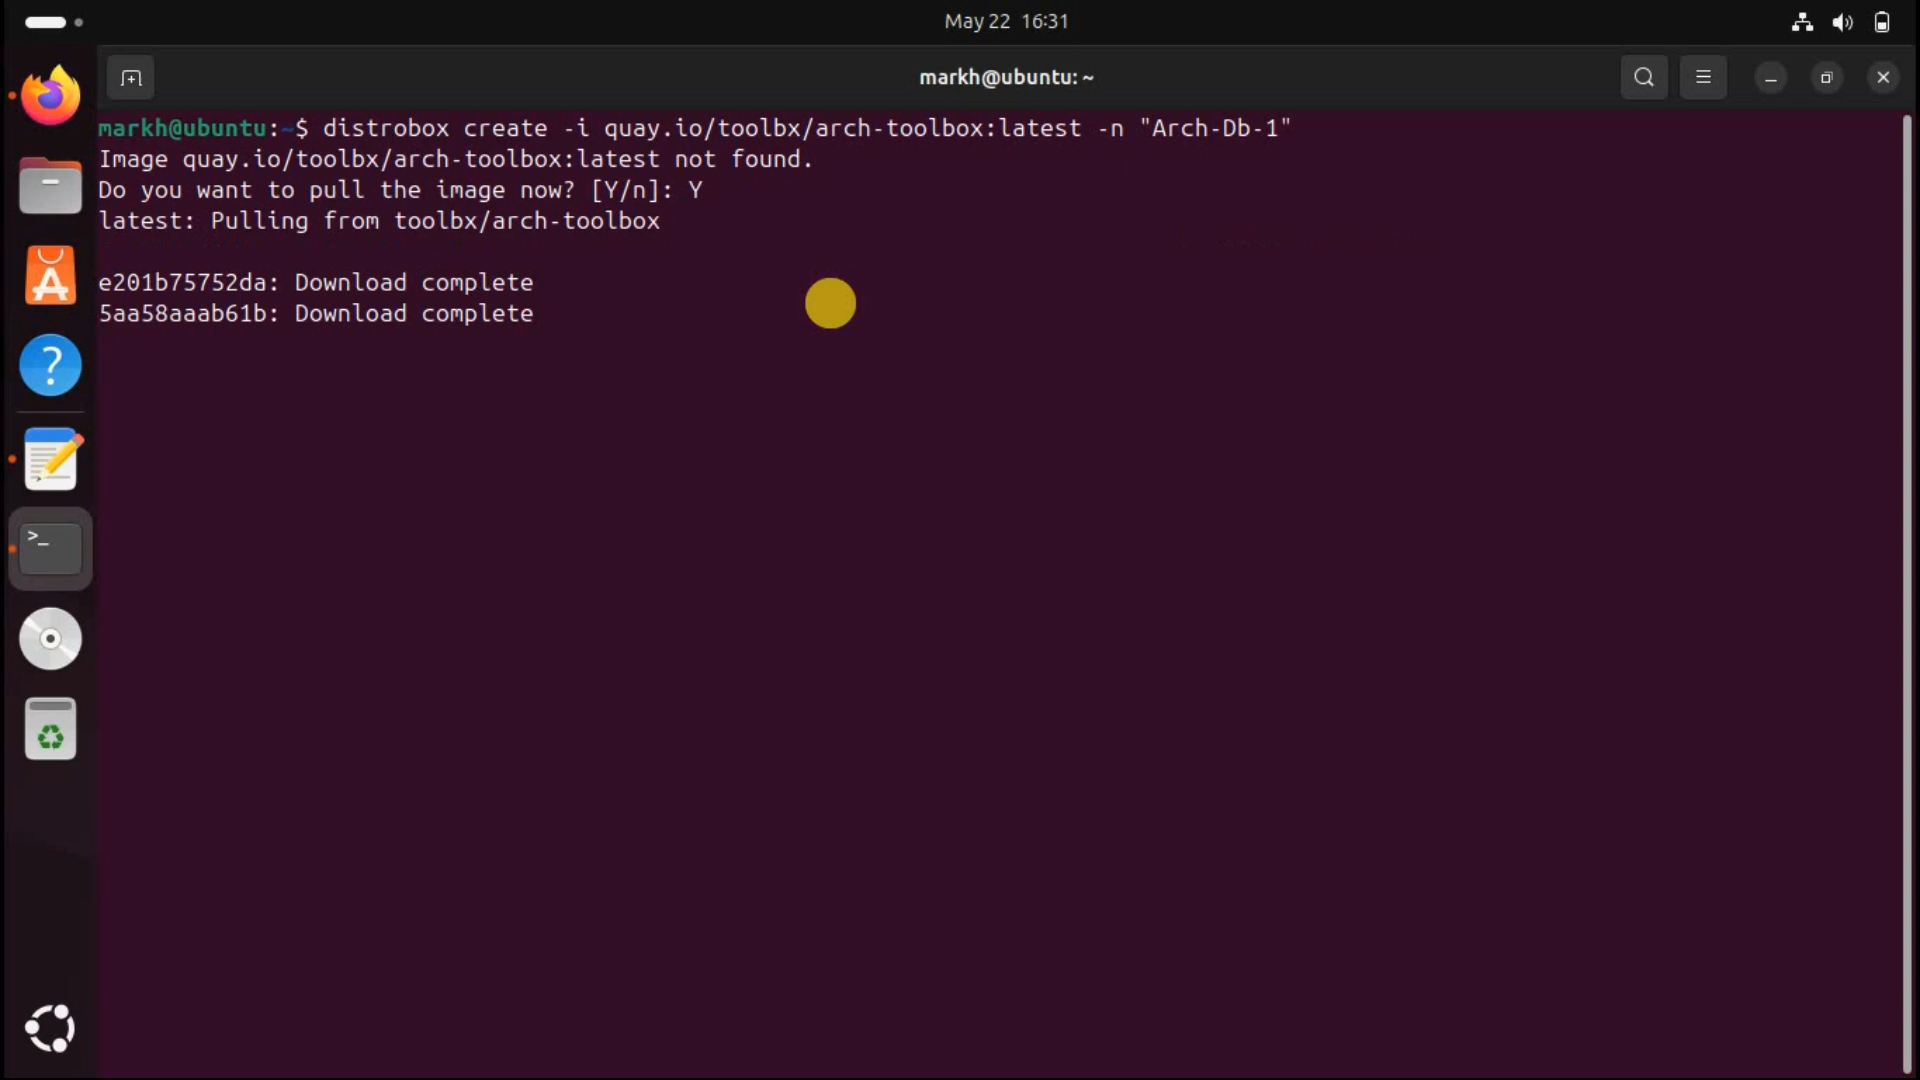 May 22 16:31
markh@ubuntu: ~
markh@ubuntu:~$ distrobox create -i quay.io/toolbx/arch-toolbox:latest -n "Arch-Db-1"
Image quay.io/toolbx/arch-toolbox:latest not found.
Do you want to pull the image now? [Y/n]: Y
latest: Pulling from toolbx/arch-toolbox
e201b75752da: Download complete
5aa58aaab61b: Download complete